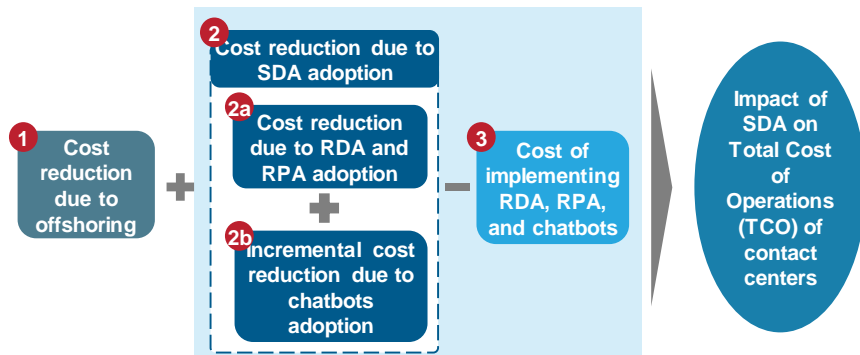 1
Cost
reduction
due to
offshoring
+
2
Cost reduction due to
SDA adoption
2a
Cost reduction
due to RDA and
RPA adoption
+
2b
Incremental cost
reduction due to
chatbots
adoption
–
3
Cost of
implementing
RDA, RPA,
and chatbots
Impact of
SDA on
Total Cost
of
Operations
(TCO) of
contact
centers